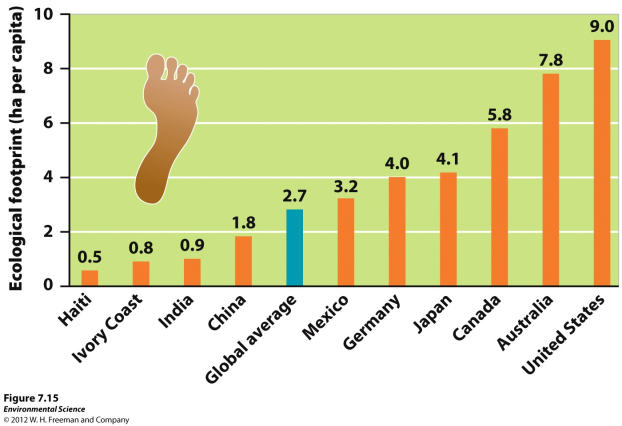 Ecological footprint (ha per capita)
10
8
6
4
2
0
0.5
0.8
0.9
1.8
2.7
3.2
4.0
4.1
5.8
7.8
9.0
Haiti
Ivory Coast
India
China
Global average
Mexico
Germany
Japan
Canada
Australia
United States
Figure 7.15
Environmental Science
© 2012 W. H. Freeman and Company